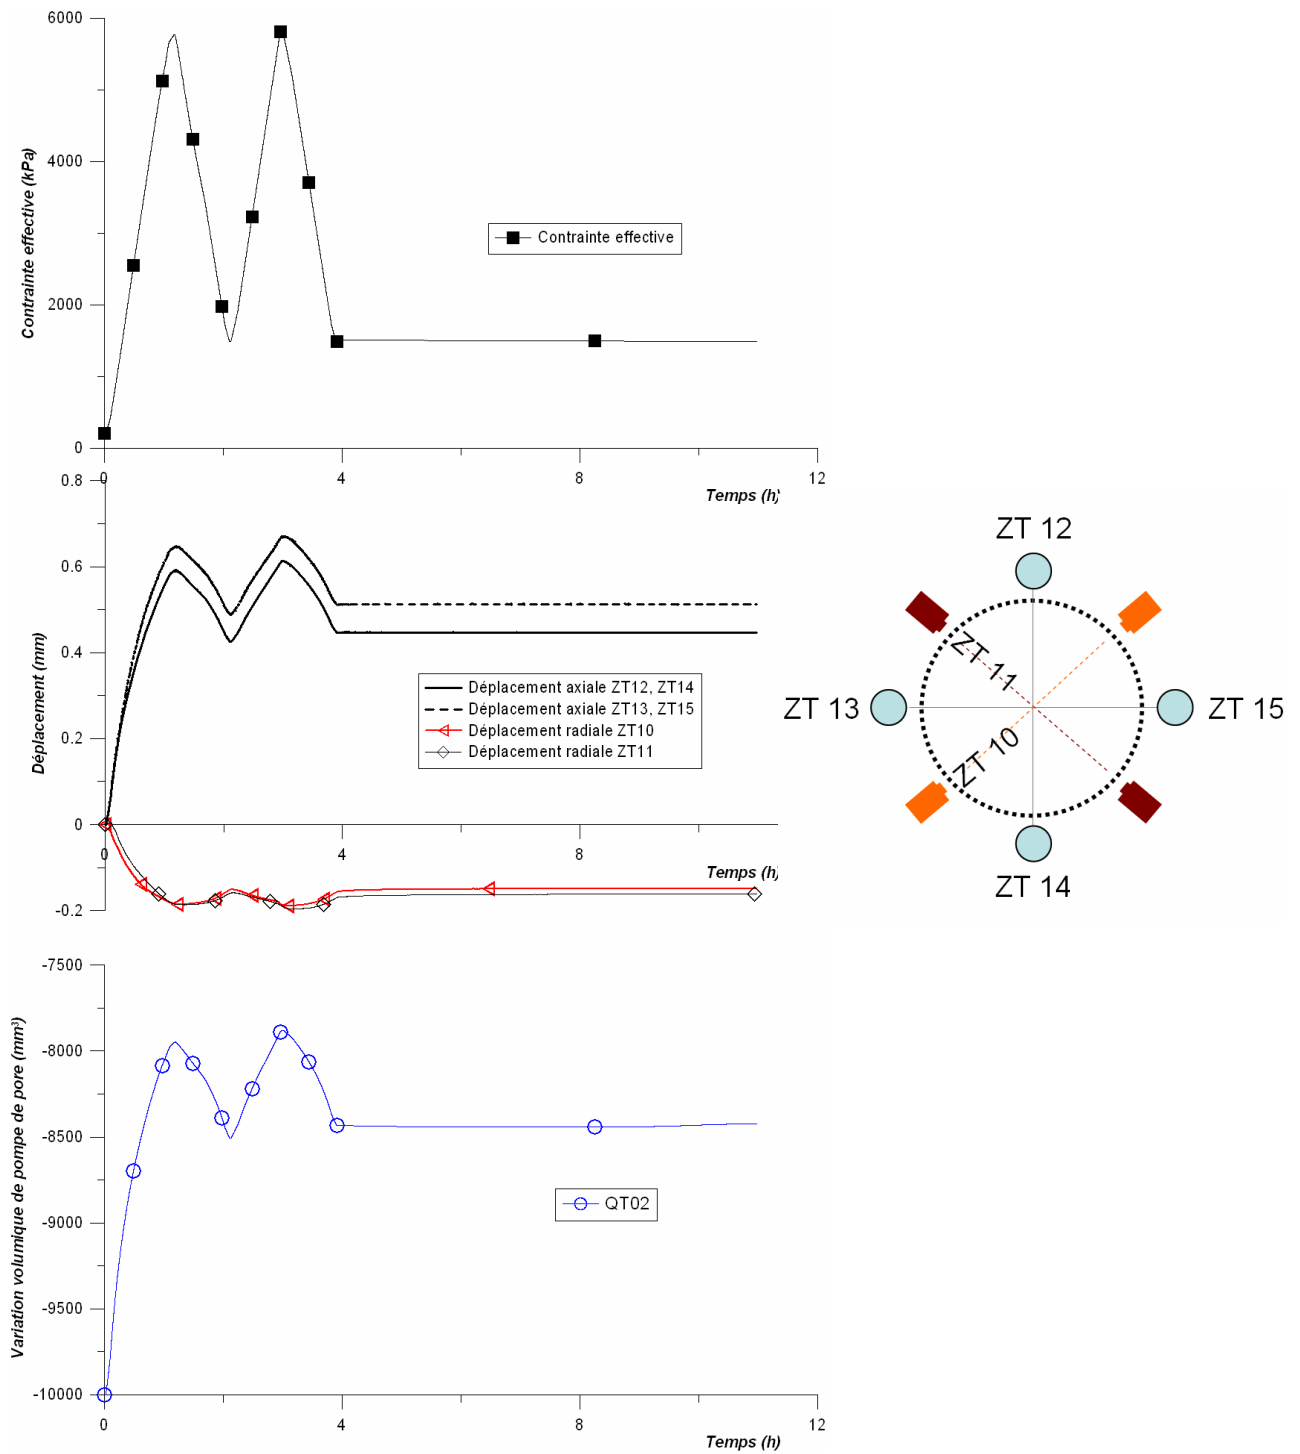 6000
4000
2000
0
Contrainte effective (kPa)
Contrainte effective
0
4
8
12
Temps (h)
0.8
0.6
0.4
0.2
0
-0.2
Déplacement (mm)
Déplacement axiale ZT12, ZT14
Déplacement axiale ZT13, ZT15
Déplacement radiale ZT10
Déplacement radiale ZT11
0
4
8
Temps (h)
ZT 12
ZT 11
ZT 13
ZT 15
ZT 10
ZT 14
-7500
-8000
-8500
-9000
-9500
-10000
Variation volumique de pompe de pore (mm³)
QT02
0
4
8
12
Temps (h)